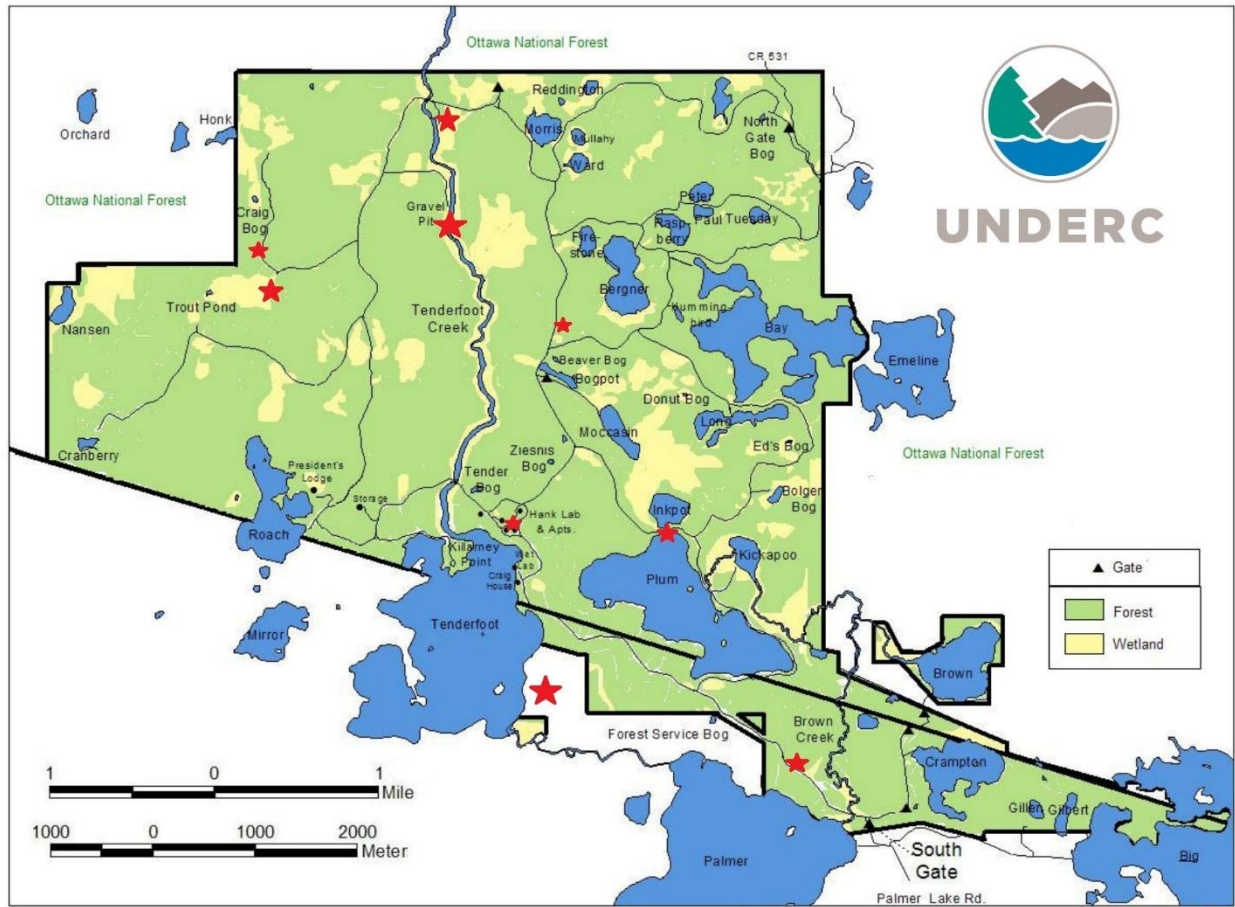 Ottawa National Forest
CR 531
Orchard
Honk
Reddington
Morris
Mullahy
Ward
North
Gate
Bog
UNDERC
Ottawa National Forest
Craig
Bog
Gravel
Pit
Peter
Paul
Tuesday
Rasp-
berry
Fire-
stone
Bergner
Trout Pond
Nansen
Tenderfoot
Creek
Humming-
bird
Bay
Emeline
Beaver Bog
Bogpot
Donut Bog
Moccasin
Long
Ed's Bog
Ottawa National Forest
Cranberry
Ziesnis
Bog
President's
Lodge
Storage
Tender
Bog
Hank Lab
& Apts.
Bolger
Bog
Inkpot
Roach
Killarney
Point
Wet
Lab
Craig
House
Plum
Kickapoo
Gate
Forest
Wetland
Mirror
Tenderfoot
Brown
Forest Service Bog
Brown
Creek
Crampton
1 0 1
Mile
Gillen
Gilbert
1000 0 1000 2000
Meter
Palmer
South
Gate
Big
Palmer Lake Rd.